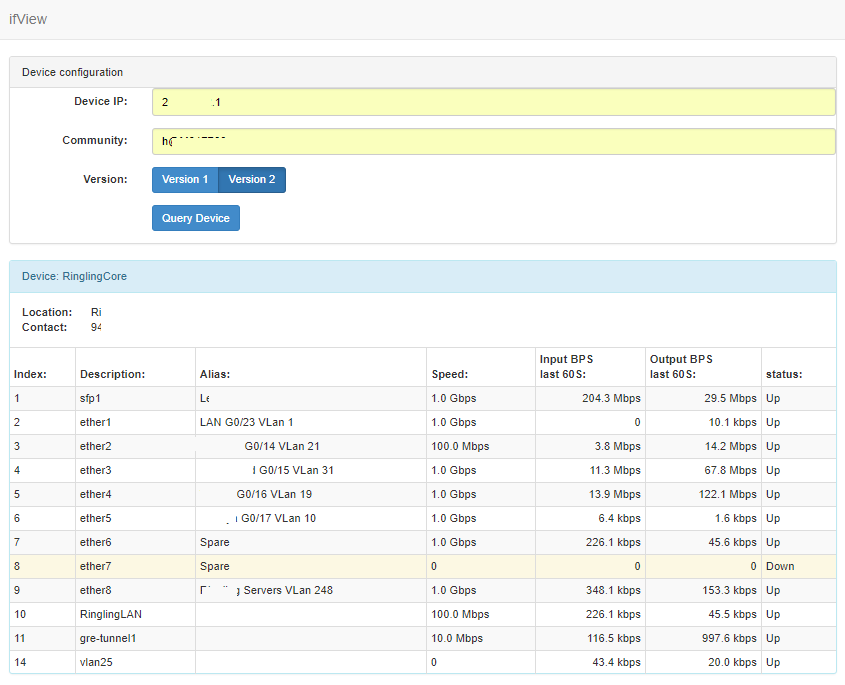 ifView
Device configuration
Device IP: 2 .1
Community:
Version: Version 1 Version 2
Query Device
Device: RinglingCore
Location: Ri
Contact: 94
Input BPS Output BPS
Index: Description: Alias: Speed: last 60S: last 60S: status:
1 sfp1 1.0 Gbps 204.3 Mbps 29.5 Mbps Up
2 ether1 LAN G0/23 VLan 1 1.0 Gbps 0 10.1 kbps Up
3 ether2 G0/14 VLan 21 100.0 Mbps 3.8 Mbps 14.2 Mbps Up
4 ether3 G0/15 VLan 31 1.0 Gbps 11.3 Mbps 67.8 Mbps Up
5 ether4 G0/16 VLan 19 1.0 Gbps 13.9 Mbps 122.1 Mbps Up
6 ether5 G0/17 VLan 10 1.0 Gbps 6.4 kbps 1.6 kbps Up
7 ether6 Spare 1.0 Gbps 226.1 kbps 45.6 kbps Up
8 ether7 Spare 0 0 0 Down
9 ether8 Servers VLan 248 1.0 Gbps 348.1 kbps 153.3 kbps Up
10 RinglingLAN 100.0 Mbps 226.1 kbps 45.5 kbps Up
11 gre-tunnel1 10.0 Mbps 116.5 kbps 997.6 kbps Up
14 vlan25 0 43.4 kbps 20.0 kbps Up